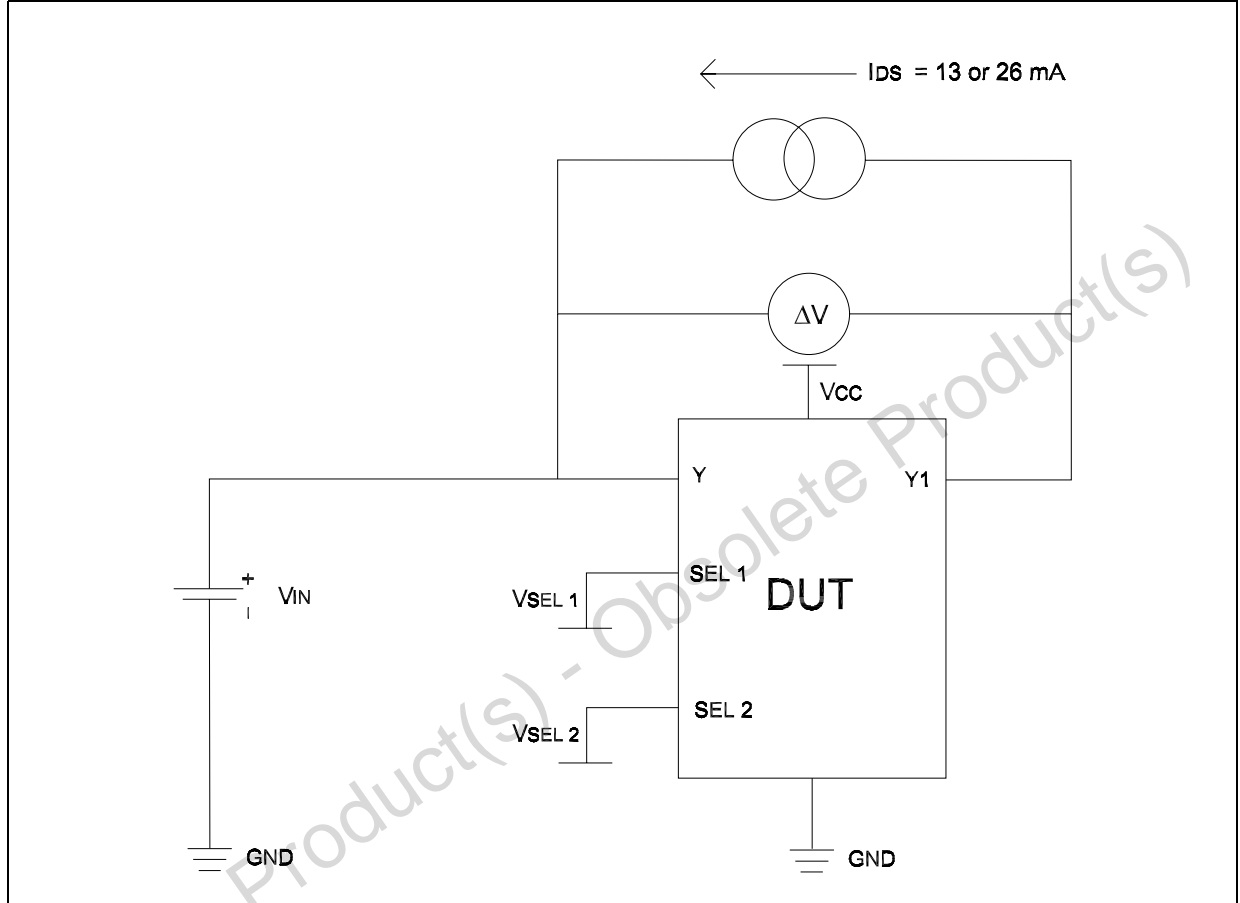 IDS = 13 or 26 mA
ΔV
VCC
Y
Y1
SEL 1
DUT
+
-
VIN
VSEL 1
SEL 2
VSEL 2
GND
GND
Product(s) - Obsolete Product(s)